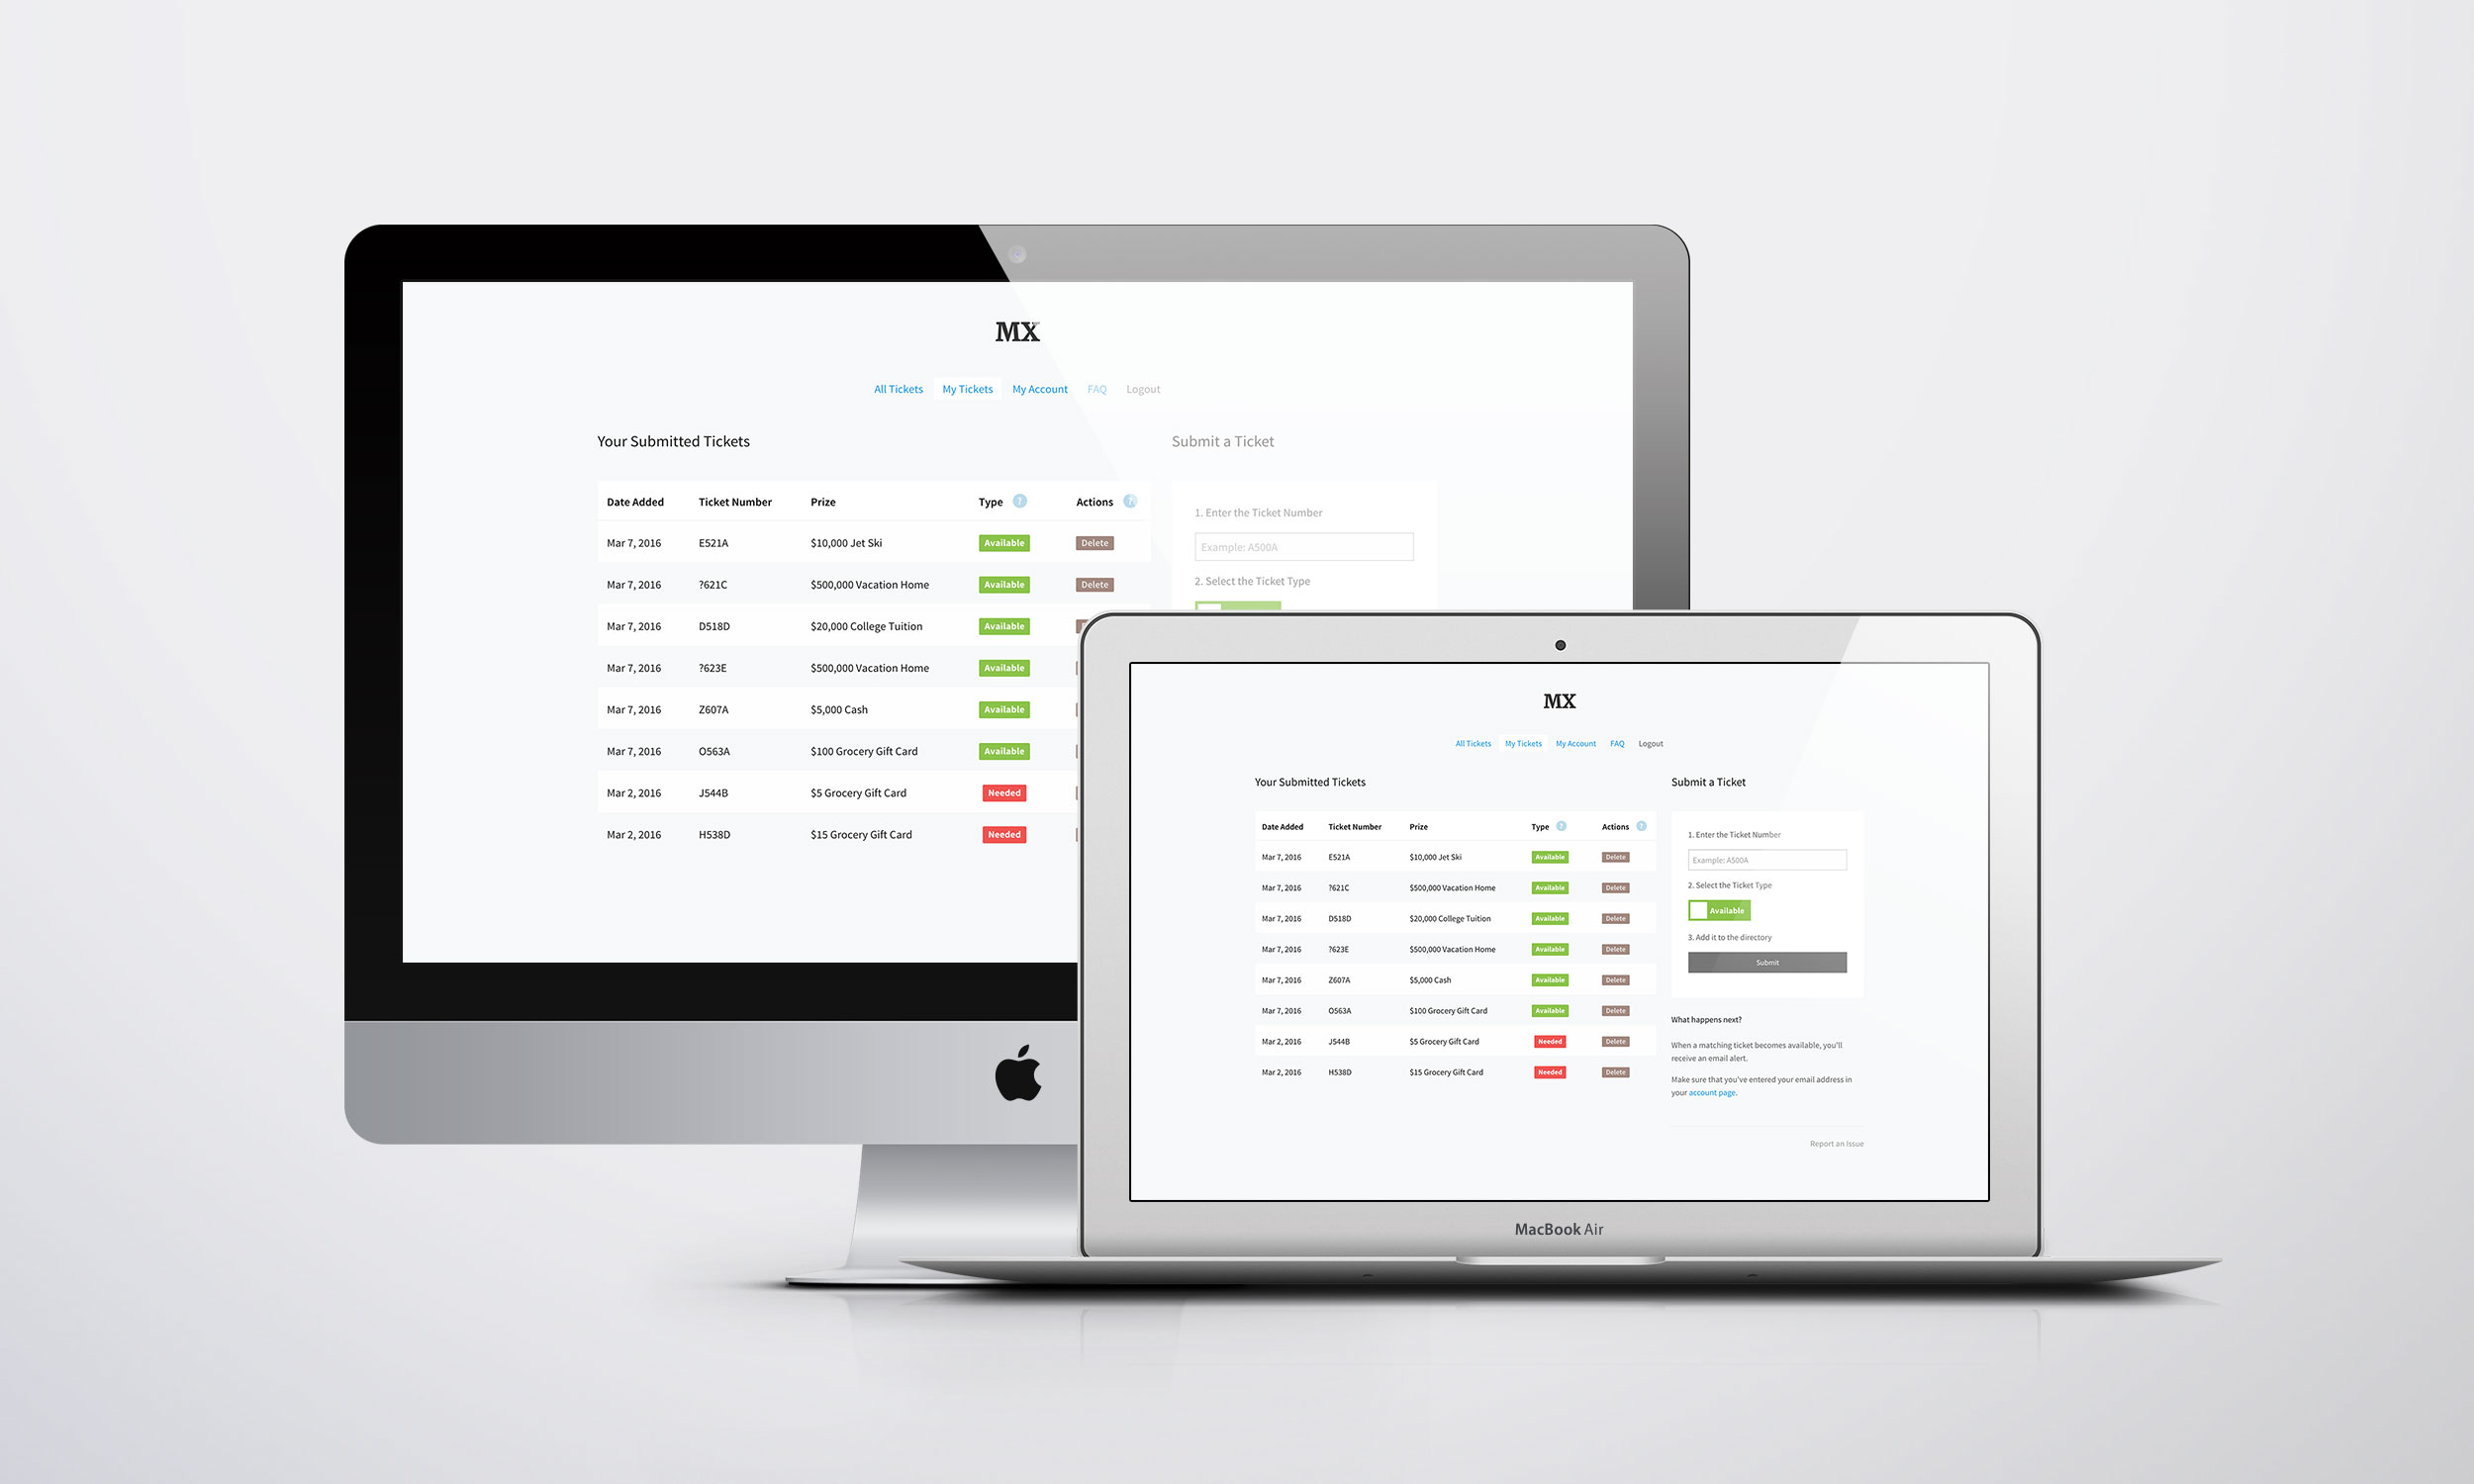 MX
All Tickets My Tickets My Account FAQ Logout
Your Submitted Tickets
Date Added Ticket Number Prize Type ? Actions ?
Mar 7, 2016 E521A $10,000 Jet Ski Available Delete
Mar 7, 2016 ?621C $500,000 Vacation Home Available Delete
Mar 7, 2016 D518D $20,000 College Tuition Available
Mar 7, 2016 ?623E $500,000 Vacation Home Available
Mar 7, 2016 Z607A $5,000 Cash Available
Mar 7, 2016 O563A $100 Grocery Gift Card Available
Mar 2, 2016 J544B $5 Grocery Gift Card Needed
Mar 2, 2016 H538D $15 Grocery Gift Card Needed
Submit a Ticket
1. Enter the Ticket Number
Example: A500A
2. Select the Ticket Type
MX
All Tickets My Tickets My Account FAQ Logout
Your Submitted Tickets
Date Added Ticket Number Prize Type ? Actions ?
Mar 7, 2016 E521A $10,000 Jet Ski Available Delete
Mar 7, 2016 ?621C $500,000 Vacation Home Available Delete
Mar 7, 2016 D518D $20,000 College Tuition Available Delete
Mar 7, 2016 ?623E $500,000 Vacation Home Available Delete
Mar 7, 2016 Z607A $5,000 Cash Available Delete
Mar 7, 2016 O563A $100 Grocery Gift Card Available Delete
Mar 2, 2016 J544B $5 Grocery Gift Card Needed Delete
Mar 2, 2016 H538D $15 Grocery Gift Card Needed Delete
Submit a Ticket
1. Enter the Ticket Number
Example: A500A
2. Select the Ticket Type
Available
3. Add it to the directory
Submit
What happens next?
When a matching ticket becomes available, you'll
receive an email alert.
Make sure that you've entered your email address in
your account page.
Report an Issue
MacBook Air